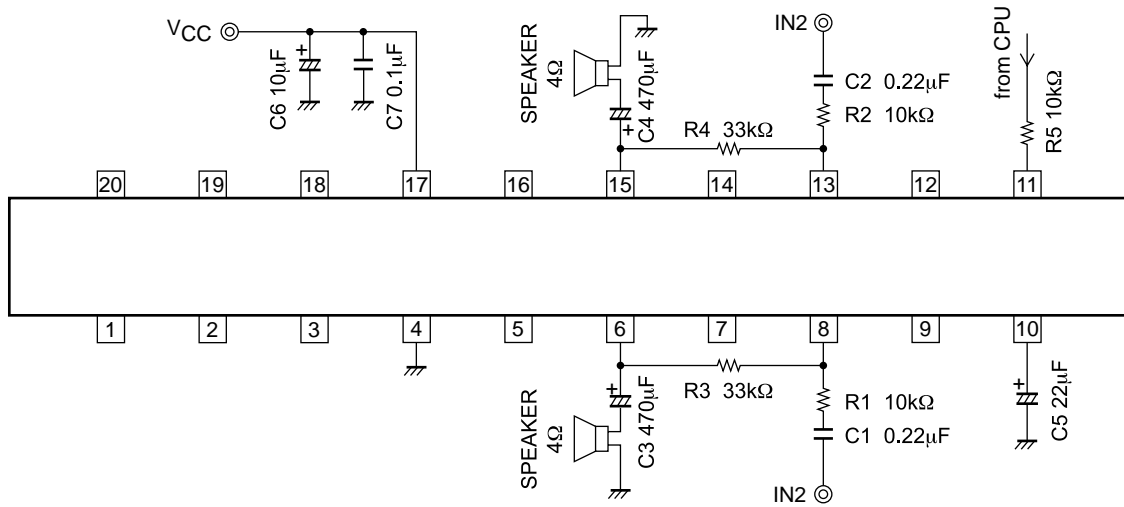 VCC
C6 10μF
C7 0.1μF
SPEAKER
4Ω
C4 470μF
IN2
C2 0.22μF
R2 10kΩ
R4 33kΩ
from CPU
R5 10kΩ
20 19 18 17 16 15 14 13 12 11
1 2 3 4 5 6 7 8 9 10
SPEAKER
4Ω
C3 470μF
R3 33kΩ
R1 10kΩ
C1 0.22μF
IN2
C5 22μF